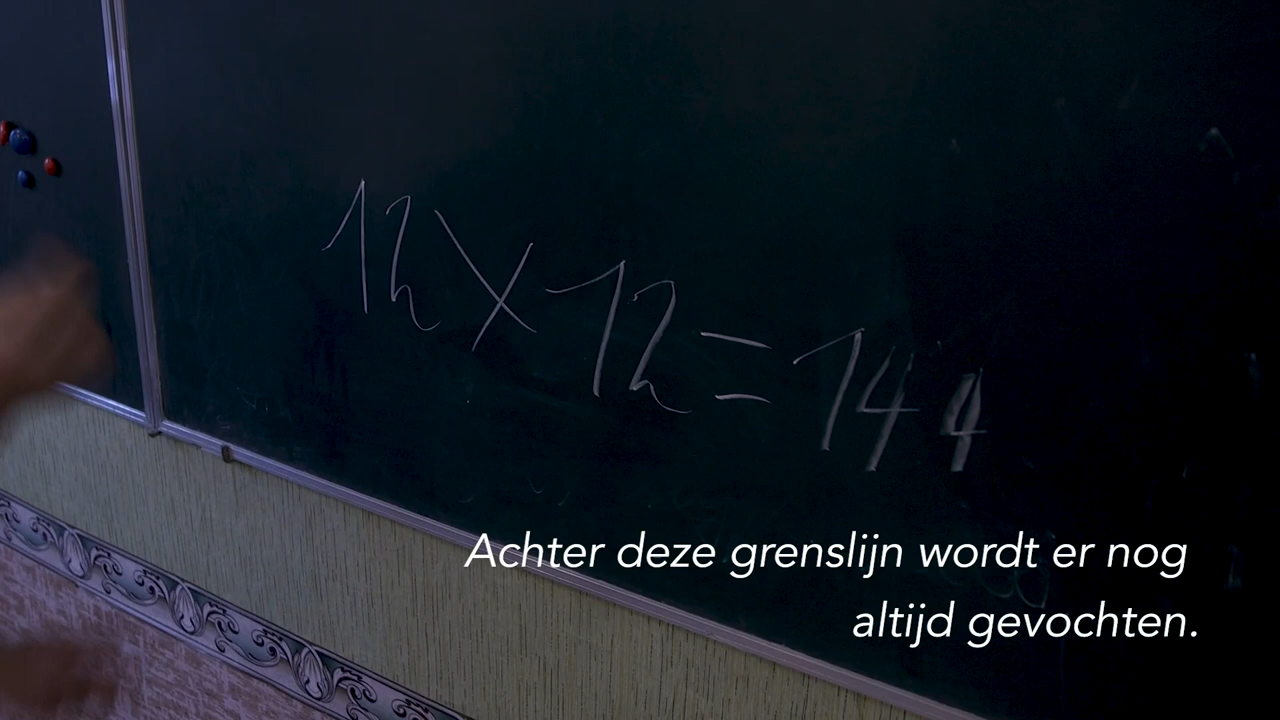 12 X 12 = 144
Achter deze grenslijn wordt er nog
altijd gevochten.